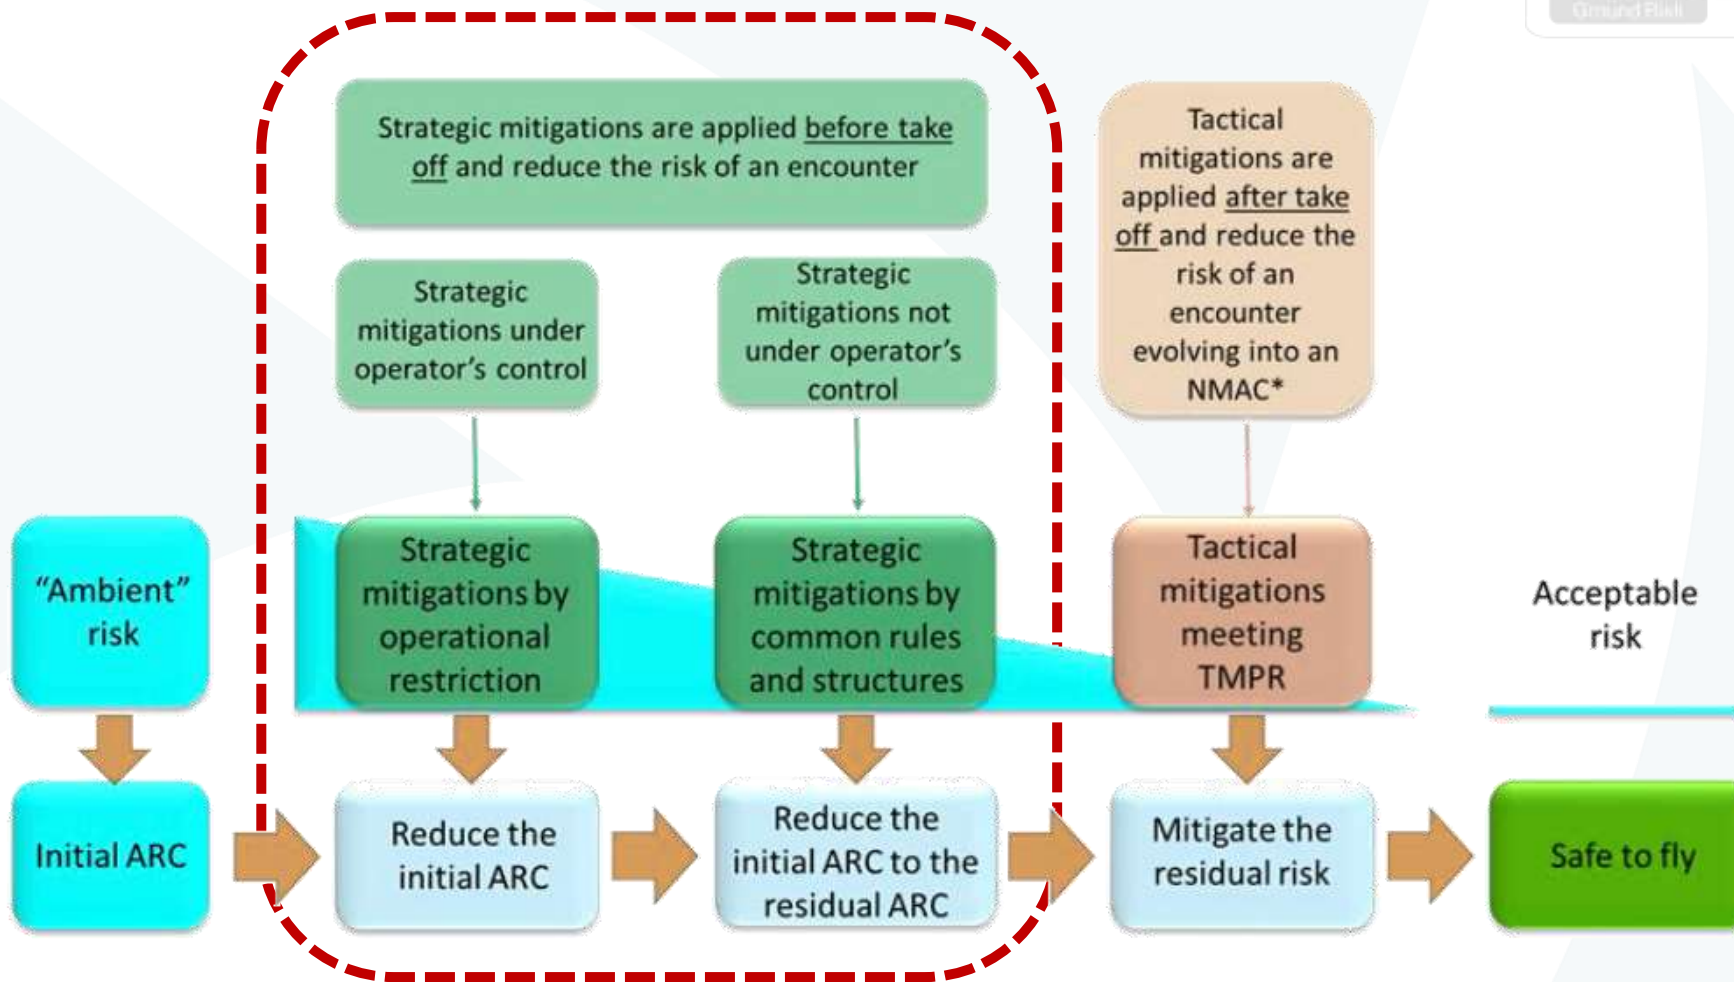 Gmünd Bixli
Strategic mitigations are applied before take
off and reduce the risk of an encounter
Tactical
mitigations are
applied after take
off and reduce the
risk of an
encounter
evolving into an
NMAC*
Strategic
mitigations under
operator’s control
Strategic
mitigations not
under operator’s
control
“Ambient”
risk
Strategic
mitigations by
operational
restriction
Strategic
mitigations by
common rules
and structures
Tactical
mitigations
meeting
TMPR
Acceptable
risk
Initial ARC
Reduce the
initial ARC
Reduce the
initial ARC to the
residual ARC
Mitigate the
residual risk
Safe to fly